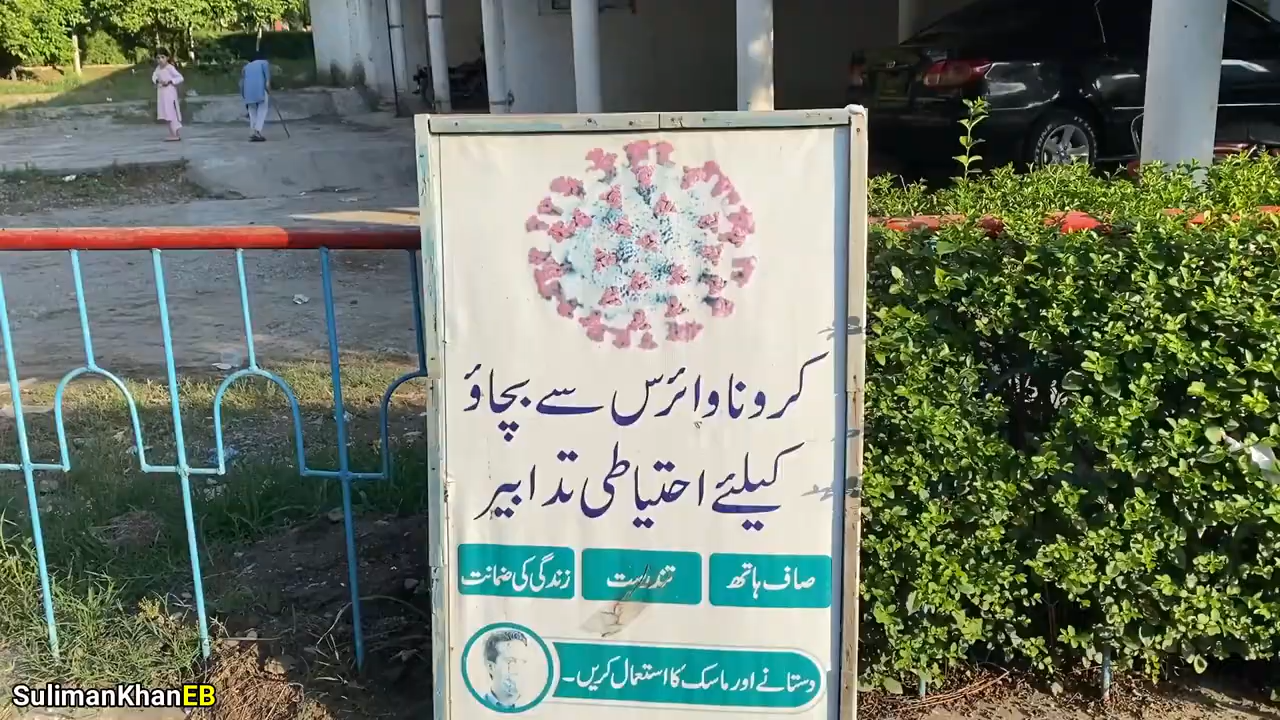 کرونا وائرس سے بچاؤ
کیلئے احتیاطی تدابیر
صاف ہاتھ
تندرست
زندگی کی ضمانت
دستانے اور ماسک کا استعمال کریں۔
SulimanKhanEB